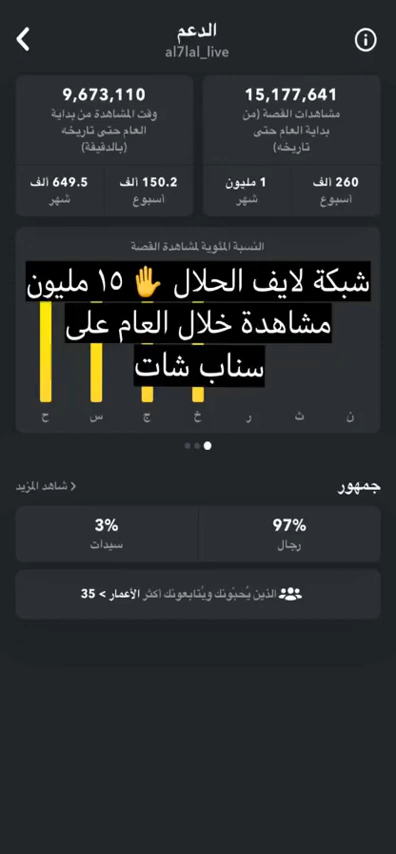 الدعم
al7lal_live
15,177,641
مشاهدات القصة (من
بداية العام حتى
تاريخه)
260 ألف
أسبوع
1 مليون
شهر
9,673,110
وقت المشاهدة من بداية
العام حتى تاريخه
(بالدقيقة)
150.2 ألف
أسبوع
649.5 ألف
شهر
النسبة المئوية لمشاهدة القصة
شبكة لايف الحلال ✋ ١٥ مليون
مشاهدة خلال العام على
سناب شات
ن ث ر خ ج س ح
جمهور
شاهد المزيد
97%
رجال
3%
سيدات
الذين يُحبّونك ويُتابعونك أكثر الأعمار > 35